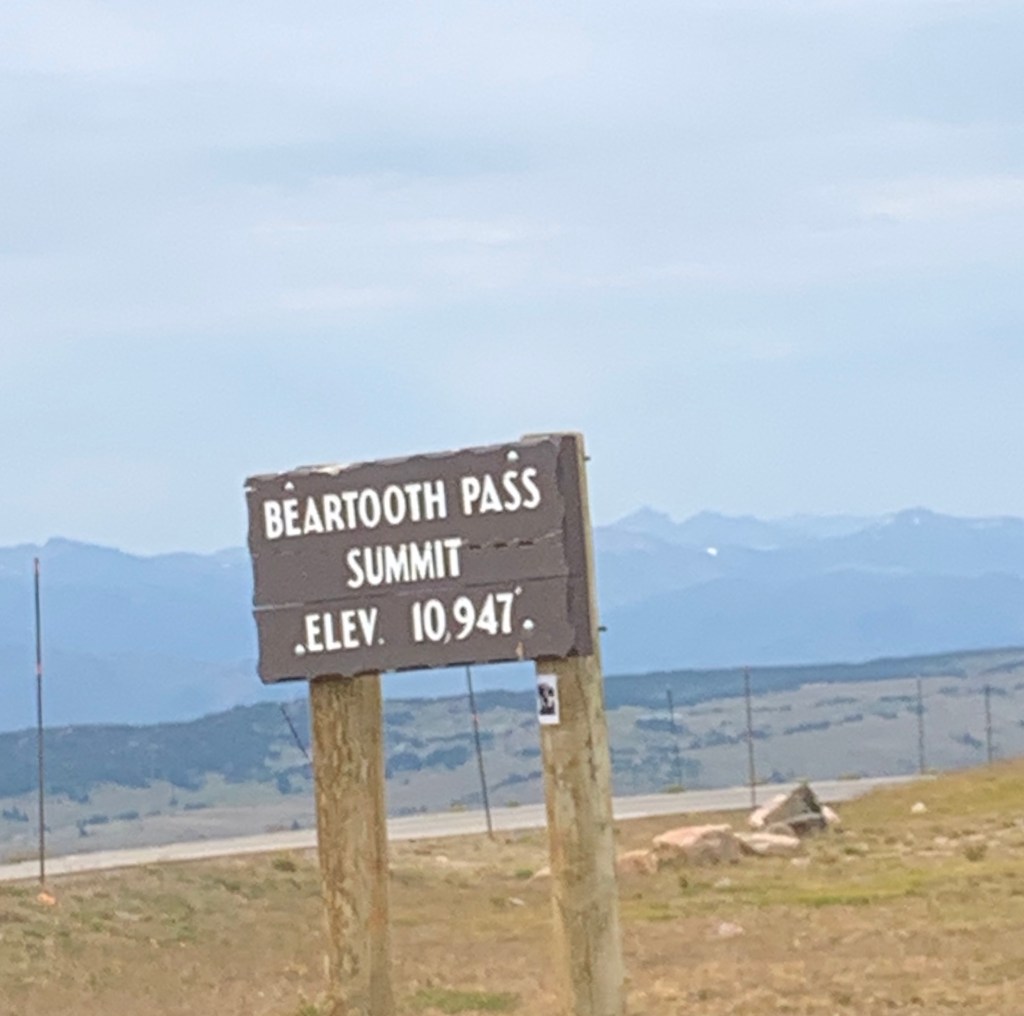 BEARTOOTH PASS
SUMMIT
ELEV. 10,947'